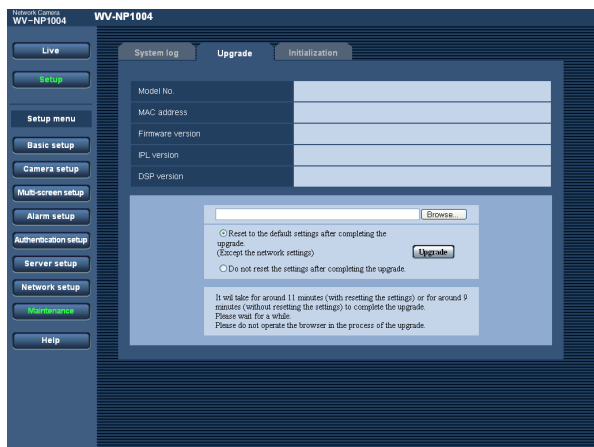 Network Camera
WV-NP1004
WV-NP1004
Live
Setup
Setup menu
Basic setup
Camera setup
Multi-screen setup
Alarm setup
Authentication setup
Server setup
Network setup
Maintenance
Help
System log
Upgrade
Initialization
Model No.
MAC address
Firmware version
IPL version
DSP version
Browse...
Reset to the default settings after completing the
upgrade.
(Except the network settings)
Upgrade
Do not reset the settings after completing the upgrade.
It wil take for around 11 minutes (with resetting the settings) or for around 9
minutes (without resetting the settings) to complete the upgrade.
Please wait for a while.
Please do not operate the browser in the process of the upgrade.